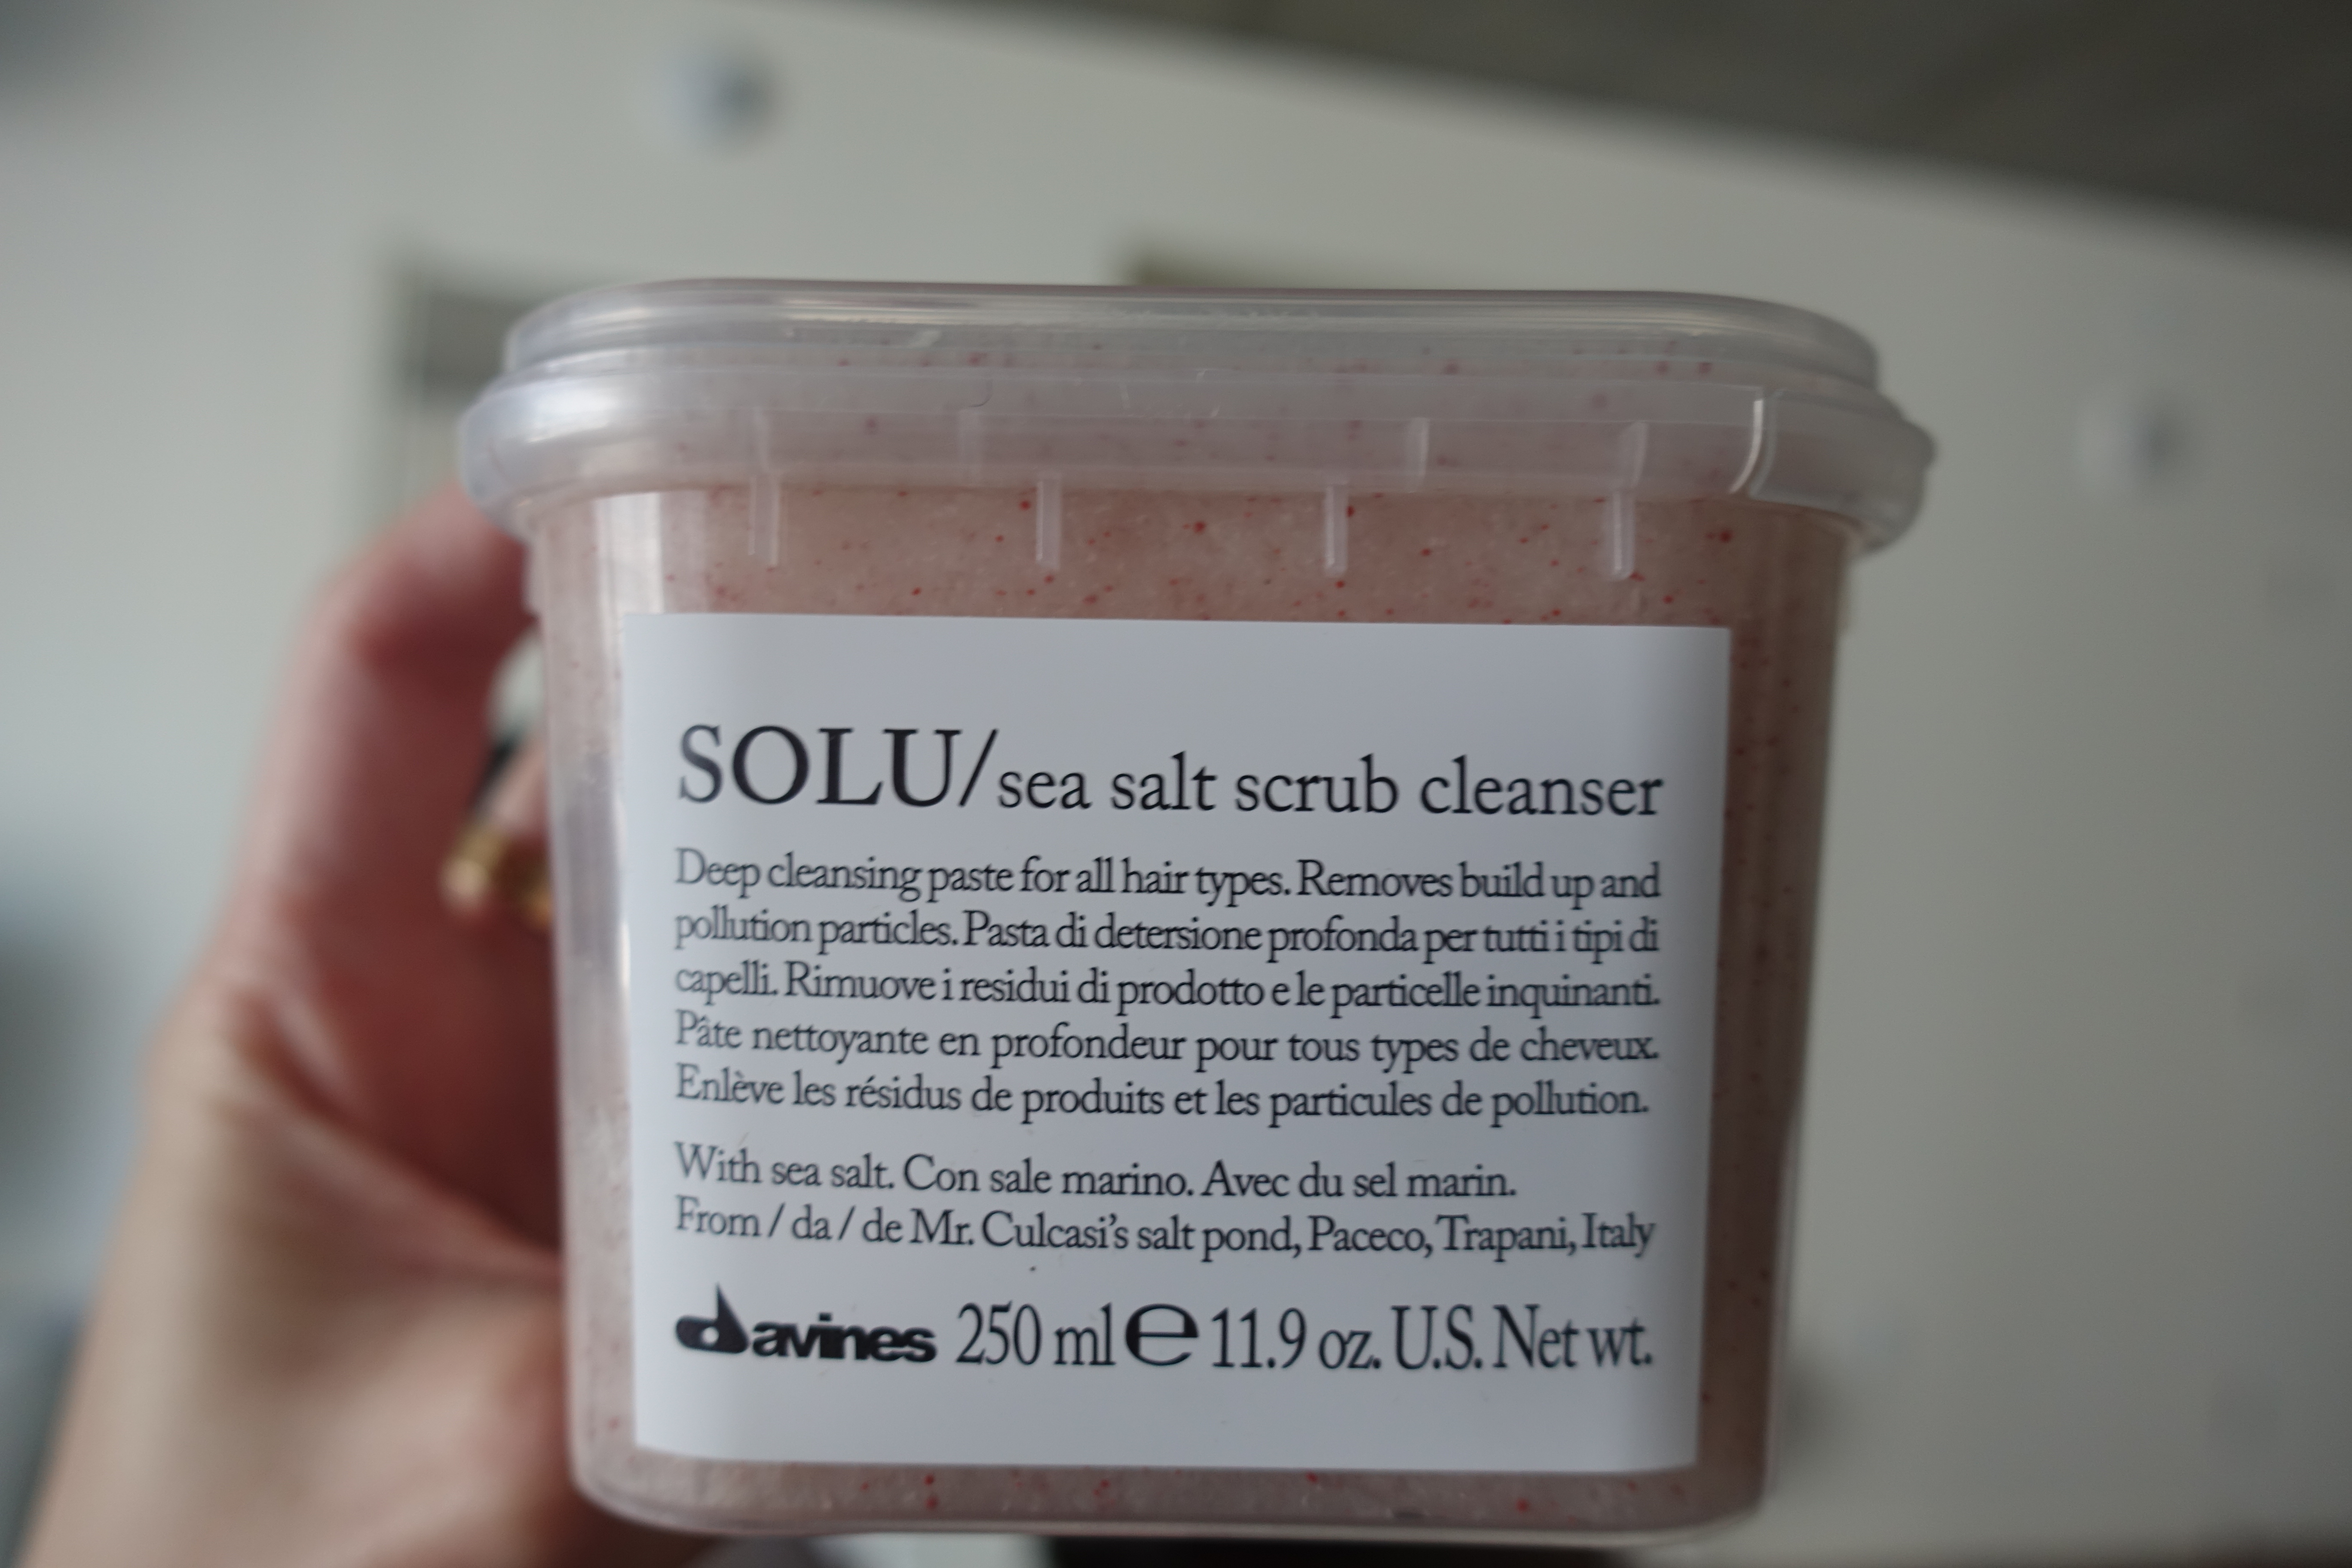 SOLU/sea salt scrub cleanser
Deep cleansing paste for all hair types. Removes build up and
pollution particles. Pasta di detersione profonda per tutti i tipi di
capelli. Rimuove i residui di prodotto e le particelle inquinanti.
Pâte nettoyante en profondeur pour tous types de cheveux.
Enlève les résidus de produits et les particules de pollution.
With sea salt. Con sale marino. Avec du sel marin.
From / da / de Mr. Culcasi's salt pond, Paceco, Trapani, Italy
davines 250 ml ℮ 11.9 oz. U.S. Net wt.